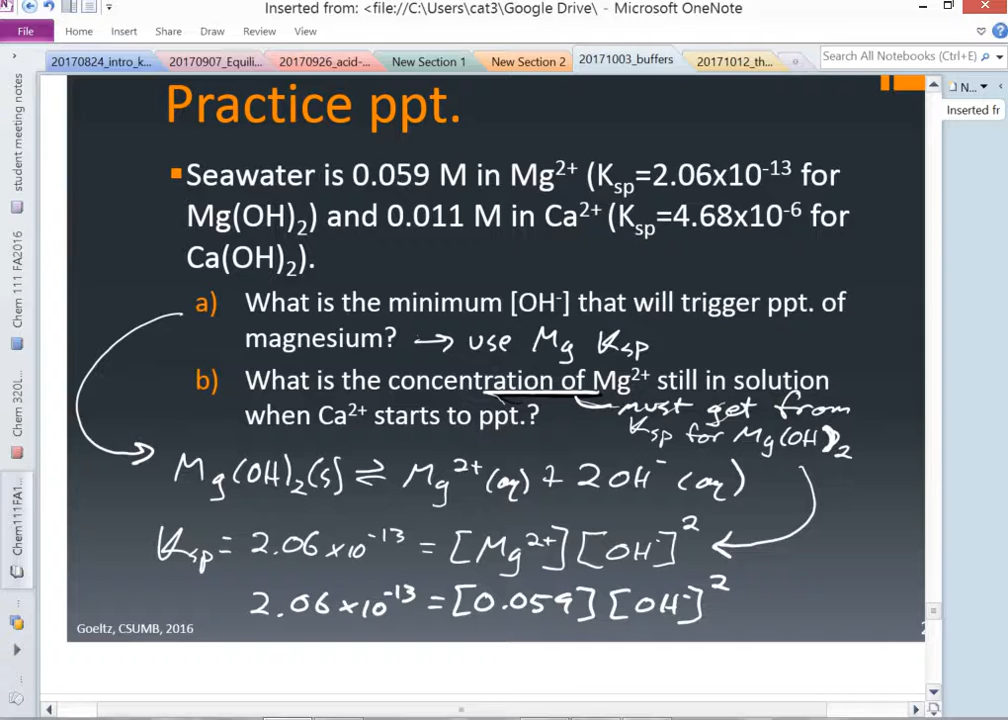 Inserted from: <file://C:\Users\cat3\Google Drive\ - Microsoft OneNote
File Home Insert Share Draw Review View
20170824_intro_k... 20170907_Equili... 20170926_acid-... New Section 1 New Section 2 20171003_buffers 20171012_th... Search All Notebooks (Ctrl+E)
N...
Inserted fr
student meeting notes
Chem 111 FA2016
Chem 320L
Chem111FA1
Practice ppt.
Seawater is 0.059 M in Mg²⁺ (Ksp=2.06x10⁻¹³ for
Mg(OH)₂) and 0.011 M in Ca²⁺ (Ksp=4.68x10⁻⁶ for
Ca(OH)₂).
a) What is the minimum [OH⁻] that will trigger ppt. of
magnesium? → use Mg Ksp
b) What is the concentration of Mg²⁺ still in solution
when Ca²⁺ starts to ppt.? must get from
Ksp for Mg(OH)₂
Mg(OH)₂(s) ⇌ Mg²⁺(aq) + 2OH⁻(aq)
Ksp = 2.06 x10⁻¹³ = [Mg²⁺][OH⁻]²
2.06 x10⁻¹³ = [0.059][OH⁻]²
Goeltz, CSUMB, 2016